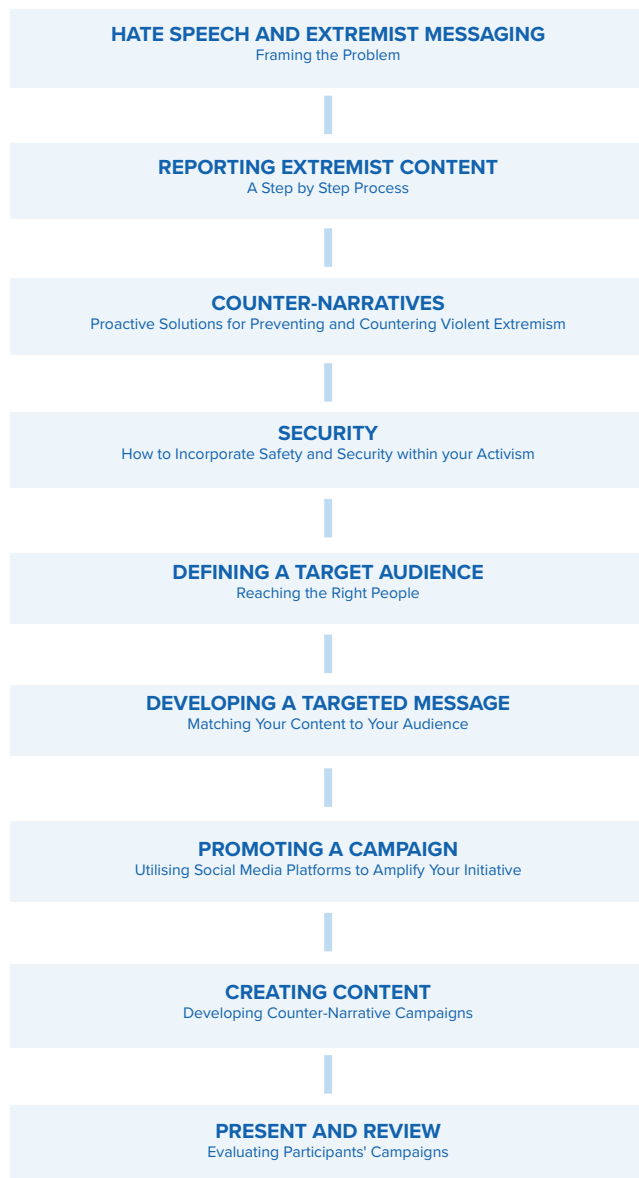 HATE SPEECH AND EXTREMIST MESSAGING
Framing the Problem
REPORTING EXTREMIST CONTENT
A Step by Step Process
COUNTER-NARRATIVES
Proactive Solutions for Preventing and Countering Violent Extremism
SECURITY
How to Incorporate Safety and Security within your Activism
DEFINING A TARGET AUDIENCE
Reaching the Right People
DEVELOPING A TARGETED MESSAGE
Matching Your Content to Your Audience
PROMOTING A CAMPAIGN
Utilising Social Media Platforms to Amplify Your Initiative
CREATING CONTENT
Developing Counter-Narrative Campaigns
PRESENT AND REVIEW
Evaluating Participants' Campaigns